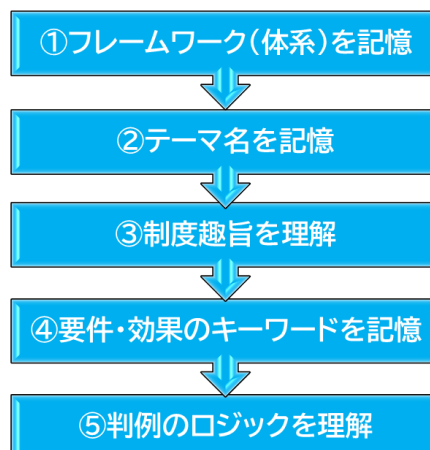 ①フレームワーク(体系)を記憶
②テーマ名を記憶
③制度趣旨を理解
④要件・効果のキーワードを記憶
⑤判例のロジックを理解